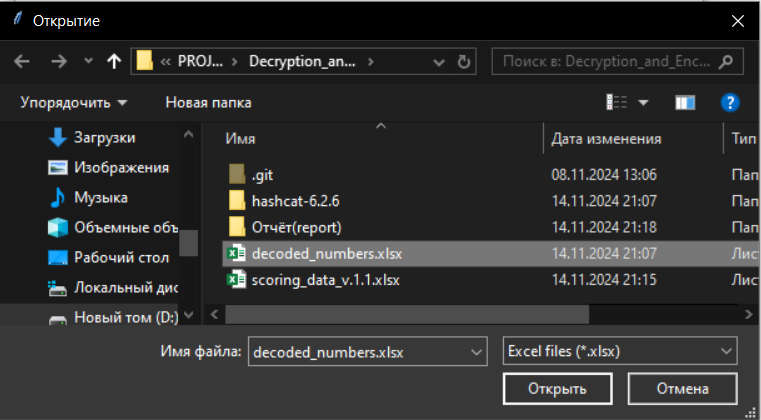 Открытие
« PROJ... › Decryption_an... ›
Поиск в: Decryption_and_Enc...
Упорядочить
Новая папка
Загрузки
Изображения
Музыка
Объемные объ
Рабочий стол
Локальный дис
Новый том (D:)
Имя Дата изменения Тип
.git 08.11.2024 13:06 Пап
hashcat-6.2.6 14.11.2024 21:07 Пап
Отчёт(report) 14.11.2024 21:18 Пап
decoded_numbers.xlsx 14.11.2024 21:07 Лис
scoring_data_v.1.1.xlsx 14.11.2024 21:15 Лис
Имя файла: decoded_numbers.xlsx Excel files (*.xlsx)
Открыть Отмена